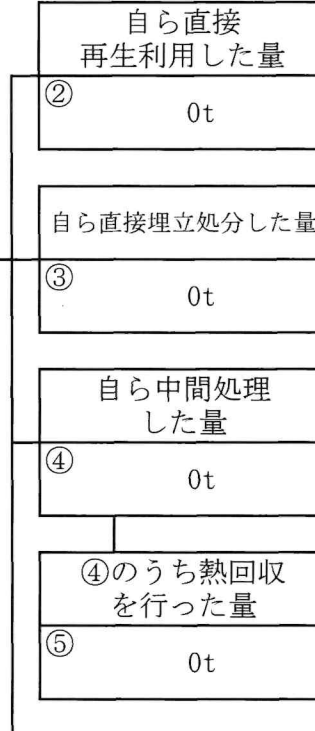 自ら直接
再生利用した量
②
0t
自ら直接埋立処分した量
③
0t
自ら中間処理
した量
④
0t
④のうち熱回収
を行った量
⑤
0t